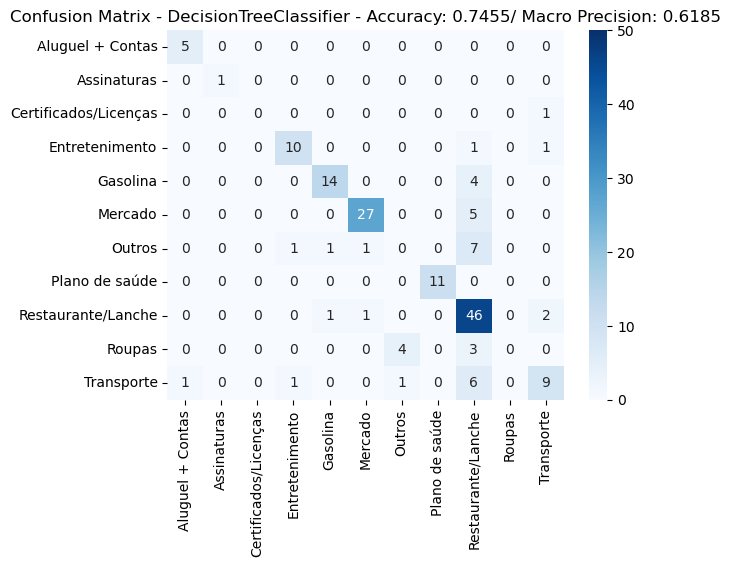 Confusion Matrix - DecisionTreeClassifier - Accuracy: 0.7455/ Macro Precision: 0.6185
Aluguel + Contas 5 0 0 0 0 0 0 0 0 0 0
Assinaturas 0 1 0 0 0 0 0 0 0 0 0
Certificados/Licenças 0 0 0 0 0 0 0 0 0 0 1
Entretenimento 0 0 0 10 0 0 0 0 1 0 1
Gasolina 0 0 0 0 14 0 0 0 4 0 0
Mercado 0 0 0 0 0 27 0 0 5 0 0
Outros 0 0 0 1 1 1 0 0 7 0 0
Plano de saúde 0 0 0 0 0 0 0 11 0 0 0
Restaurante/Lanche 0 0 0 0 1 1 0 0 46 0 2
Roupas 0 0 0 0 0 0 4 0 3 0 0
Transporte 1 0 0 1 0 0 1 0 6 0 9
Aluguel + Contas
Assinaturas
Certificados/Licenças
Entretenimento
Gasolina
Mercado
Outros
Plano de saúde
Restaurante/Lanche
Roupas
Transporte
50
40
30
20
10
0